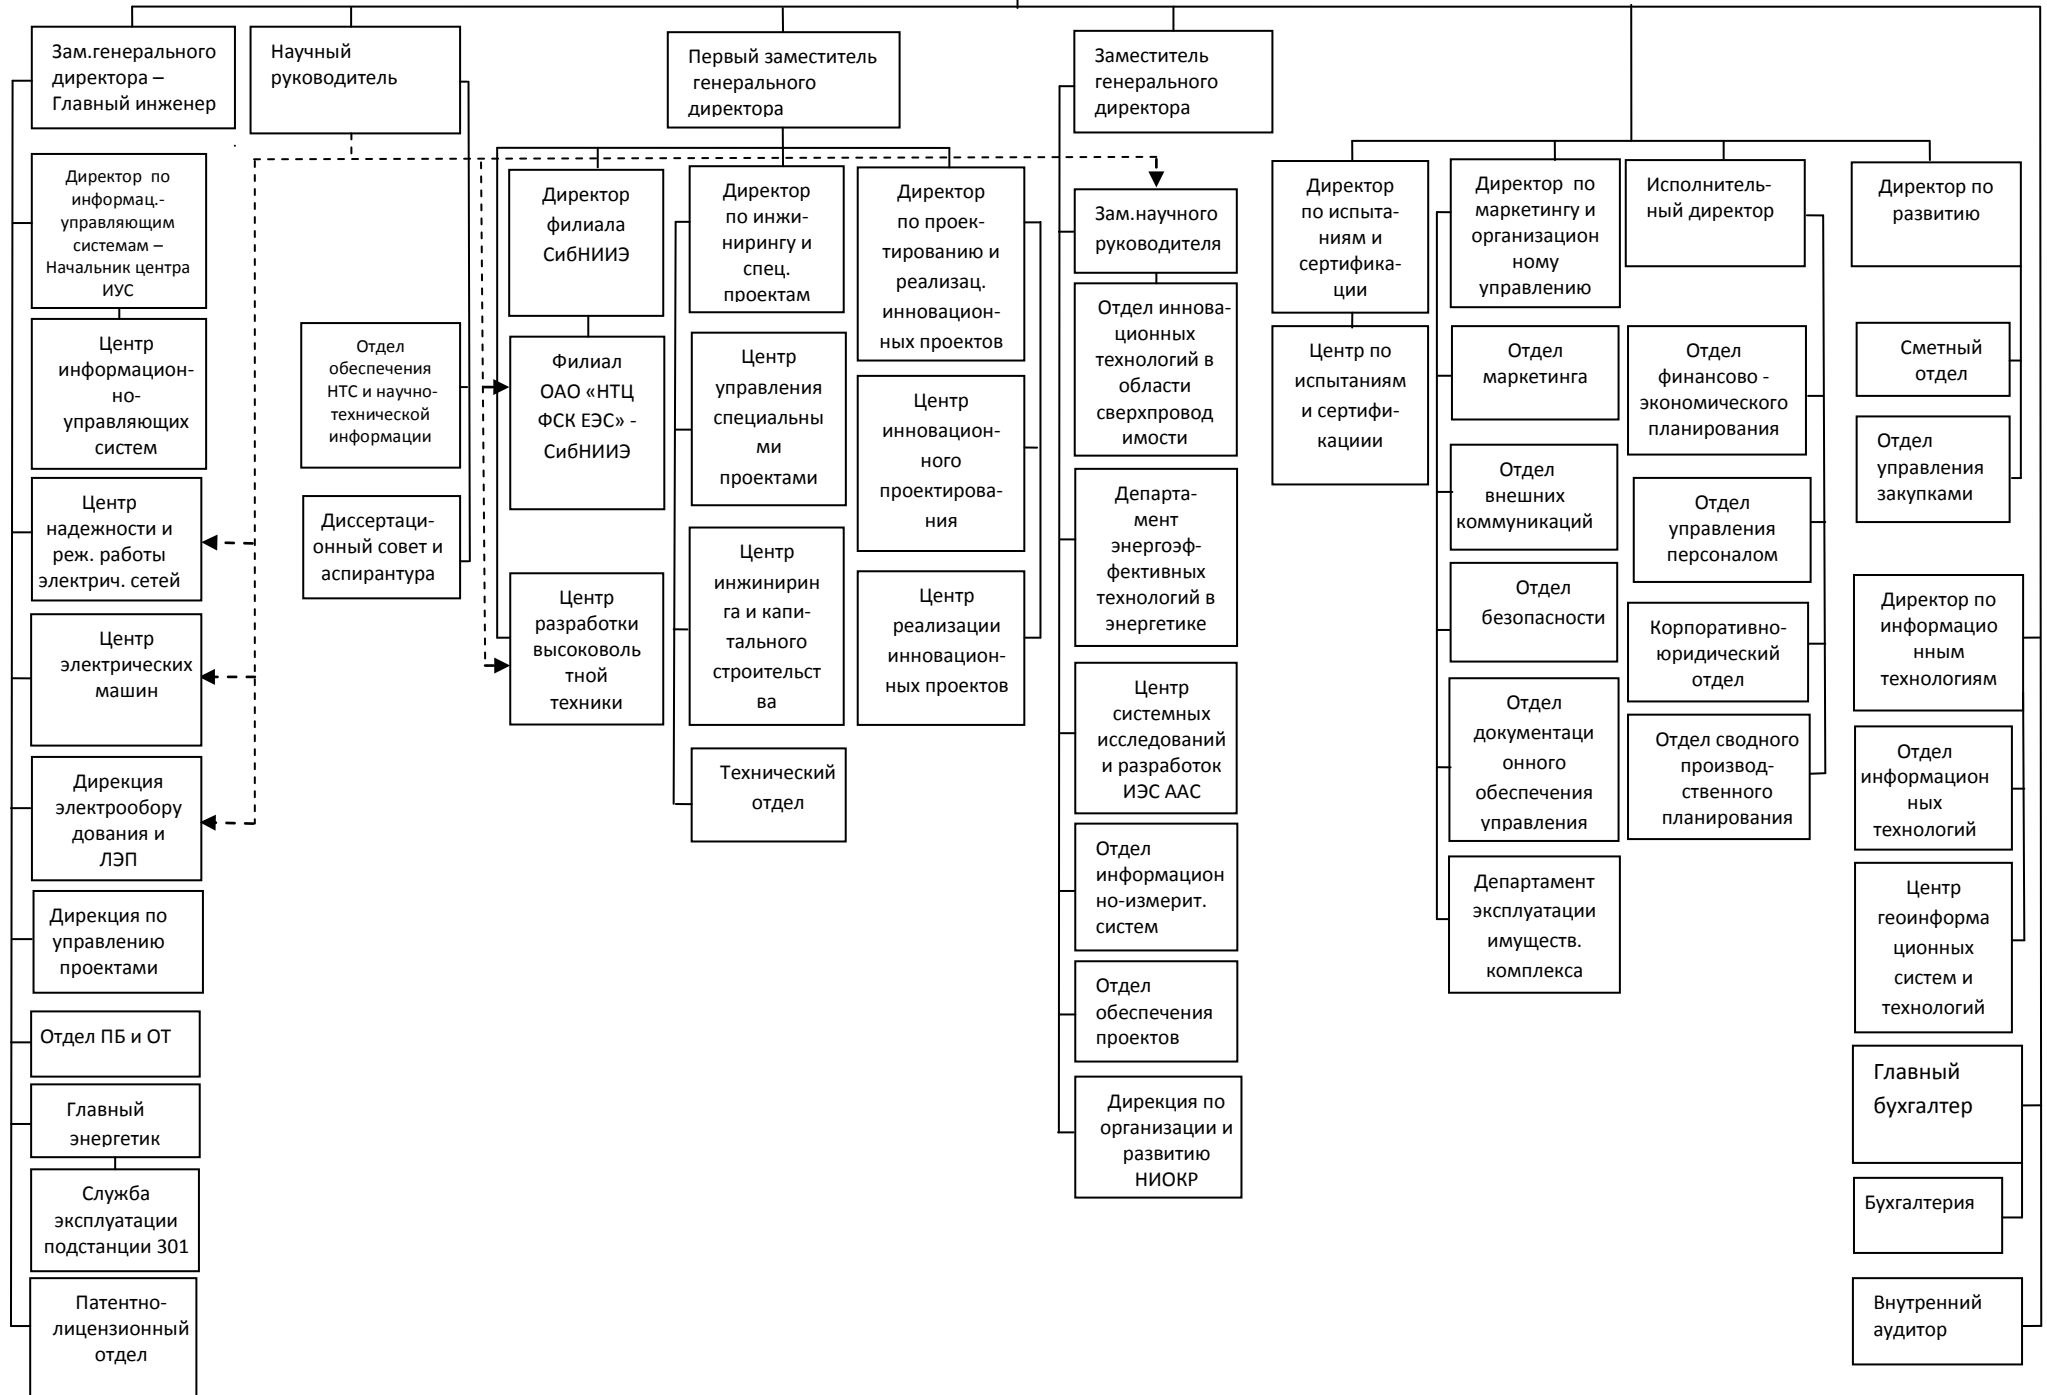 Зам.генерального
директора –
Главный инженер
Научный
руководитель
Первый заместитель
генерального
директора
Заместитель
генерального
директора
Директор по
информац.-
управляющим
системам –
Начальник центра
ИУС
Центр
информацион-
но-
управляющих
систем
Центр
надежности и
реж. работы
электрич. сетей
Центр
электрических
машин
Дирекция
электрообору
дования и
ЛЭП
Дирекция по
управлению
проектами
Отдел ПБ и ОТ
Главный
энергетик
Служба
эксплуатации
подстанции 301
Патентно-
лицензионный
отдел
Отдел
обеспечения
НТС и научно-
технической
информации
Диссертаци-
онный совет и
аспирантура
Директор
филиала
СибНИИЭ
Филиал
ОАО «НТЦ
ФСК ЕЭС» -
СибНИИЭ
Центр
разработки
высоковоль
тной
техники
Директор
по инжи-
нирингу и
спец.
проектам
Центр
управления
специальны
ми
проектами
Центр
инжиниринг
га и капи-
тального
строительст
ва
Технический
отдел
Директор
по проек-
тированию и
реализац.
инновацион-
ных проектов
Центр
инновацион-
ного
проектирова-
ния
Центр
реализации
инновацион-
ных проектов
Зам.научного
руководителя
Отдел иннова-
ционных
технологий в
области
сверхпровод
имости
Департа-
мент
энергоэф-
фективных
технологий в
энергетике
Центр
системных
исследований
и разработок
ИЭС ААС
Отдел
информацион
но-измерит.
систем
Отдел
обеспечения
проектов
Дирекция по
организации и
развитию
НИОКР
Директор
по испыта-
ниям и
сертифика-
ции
Центр по
испытаниям
и сертифи-
кациии
Директор по
маркетингу и
организацион
ному
управлению
Отдел
маркетинга
Отдел
внешних
коммуникаций
Отдел
безопасности
Отдел
документаци
онного
обеспечения
управления
Департамент
эксплуатации
имуществ.
комплекса
Исполнитель-
ный директор
Отдел
финансово -
экономического
планирования
Отдел
управления
персоналом
Корпоративно-
юридический
отдел
Отдел сводного
производ-
ственного
планирования
Директор по
развитию
Сметный
отдел
Отдел
управления
закупками
Директор по
информацио
нным
технологиям
Отдел
информацион
ных
технологий
Центр
геоинформа
ционных
систем и
технологий
Главный
бухгалтер
Бухгалтерия
Внутренний
аудитор